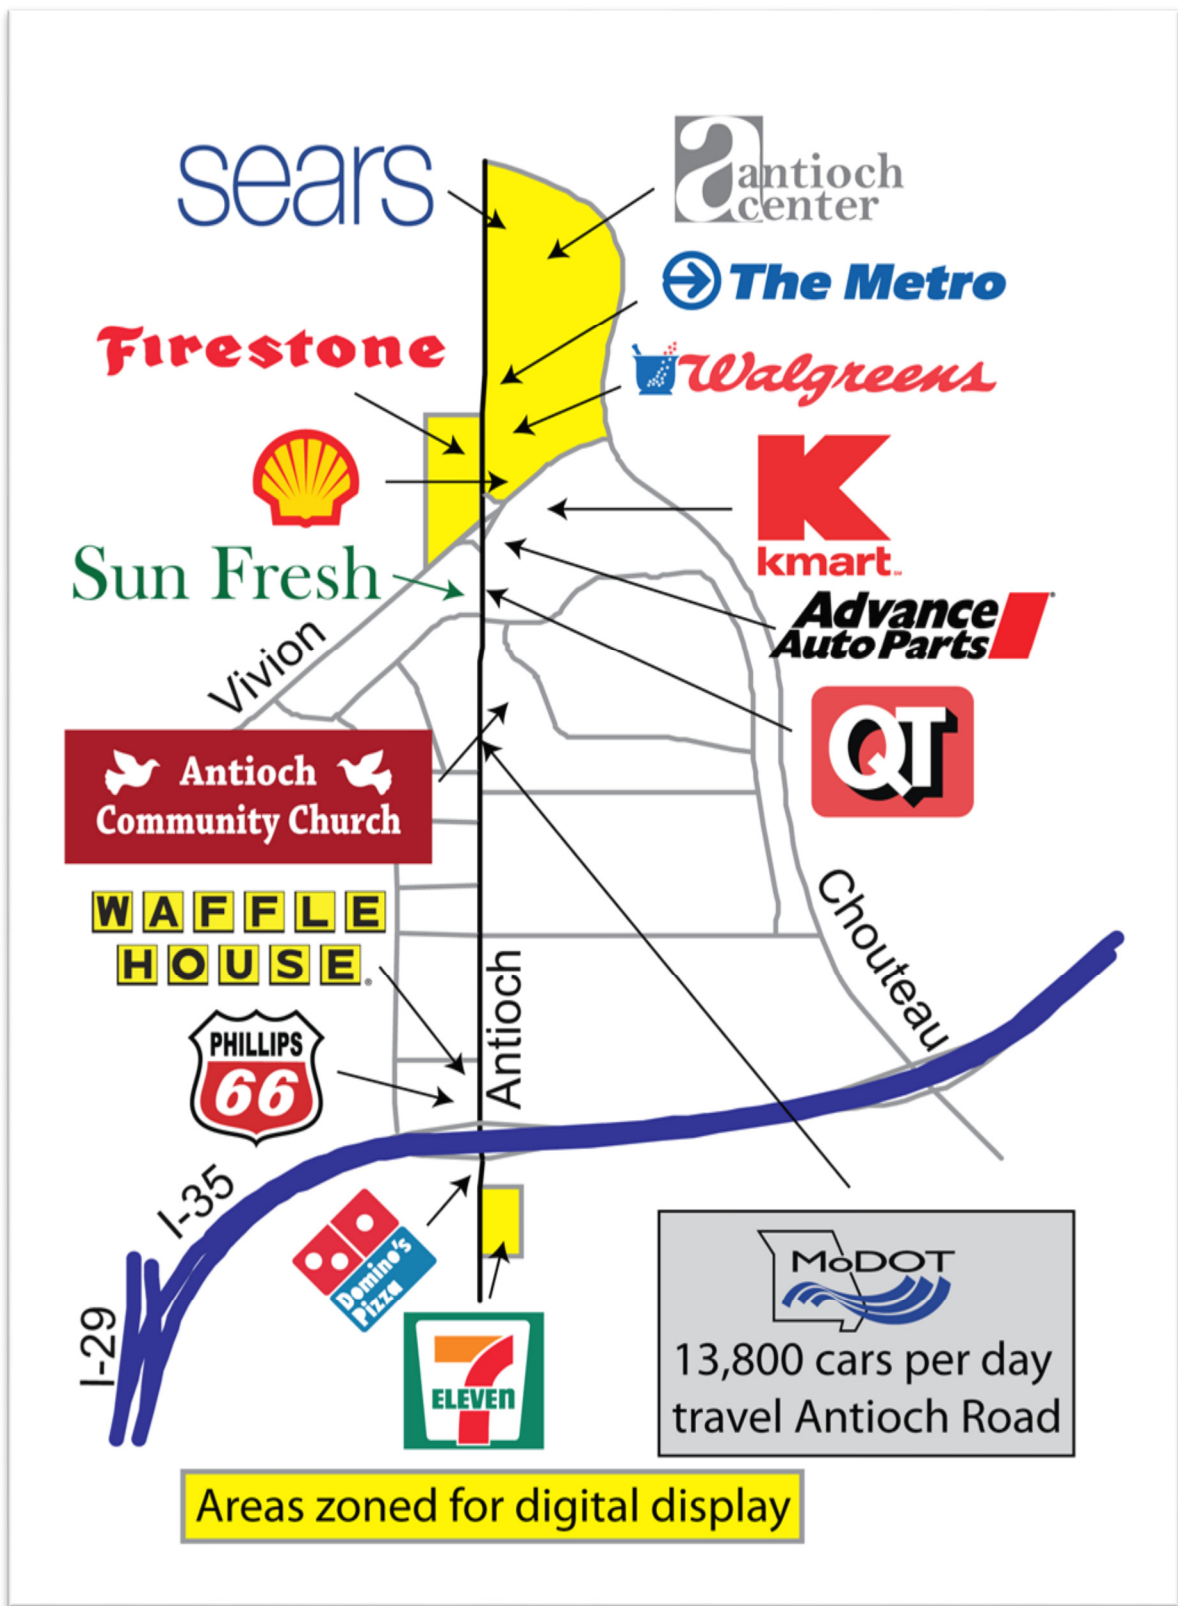 sears
a antioch
center
The Metro
Firestone
Walgreens
K
kmart
Sun Fresh
Advance
Auto Parts
Vivion
QT
Antioch
Community Church
WAFFLE
HOUSE
Chouteau
Antioch
PHILLIPS
66
I-35
Domino's
Pizza
I-29
7
ELEVEN
MoDOT
13,800 cars per day
travel Antioch Road
Areas zoned for digital display